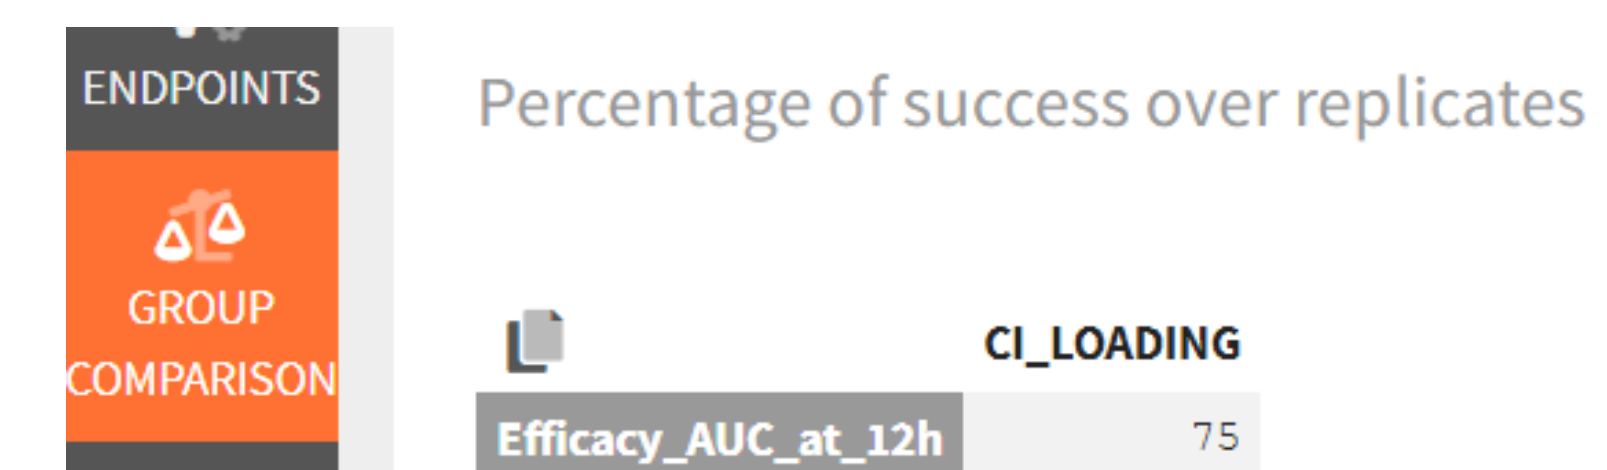 ENDPOINTS
GROUP
COMPARISON
Percentage of success over replicates
CI_LOADING
Efficacy_AUC_at_12h 75